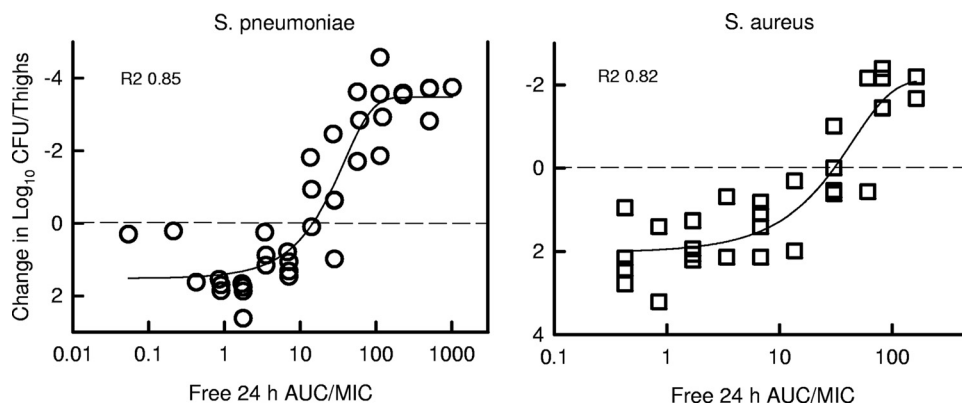 S. pneumoniae
S. aureus
Change in Log10 CFU/Thighs
-4
-2
0
2
R2 0.85
0.01
0.1
1
10
100
1000
Free 24 h AUC/MIC
-2
0
2
4
R2 0.82
0.1
1
10
100
Free 24 h AUC/MIC